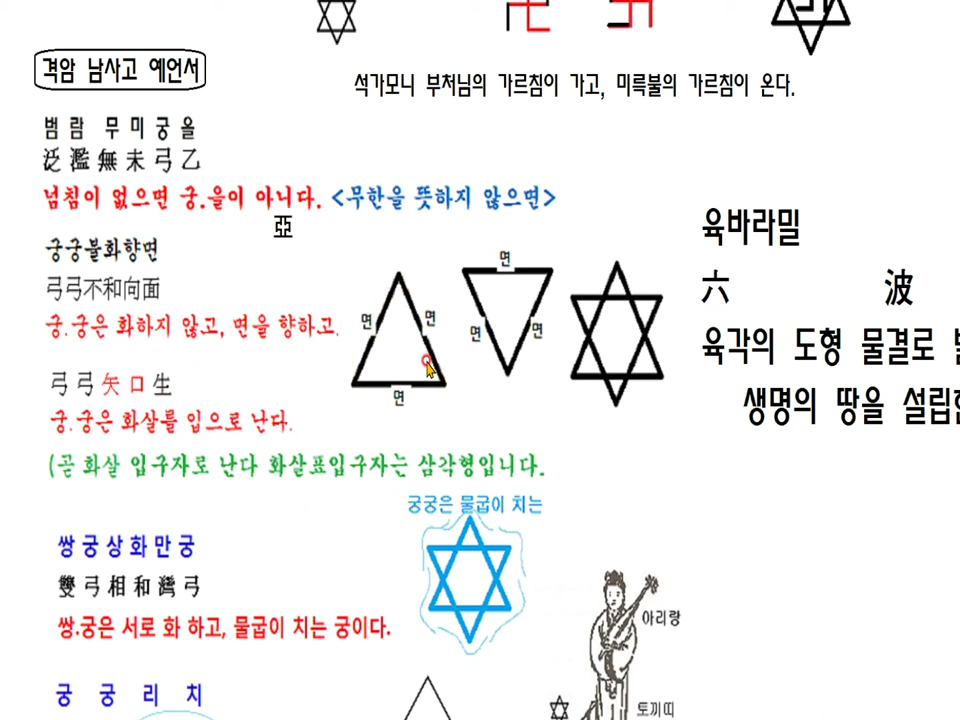 격암 남사고 예언서
석가모니 부처님의 가르침이 가고, 미륵불의 가르침이 온다.
범람 무미궁을
泛濫無未弓乙
넘침이 없으면 궁.을이 아니다. <무한을 뜻하지 않으면>
亞
궁궁불화향면
弓弓不和向面
궁.궁은 화하지 않고, 면을 향하고.
면
면
면
면
면
면
육바라밀
六 波
육각의 도형 물결로
생명의 땅을 설립한
弓弓矢口生
궁.궁은 화살를 입으로 난다.
(곧 화살 입구자로 난다 화살표입구자는 삼각형입니다.
궁궁은 물굽이 치는
쌍궁상화만궁
雙弓相和灣弓
쌍.궁은 서로 화 하고, 물굽이 치는 궁이다.
아리랑
궁 궁 리 치
토끼띠